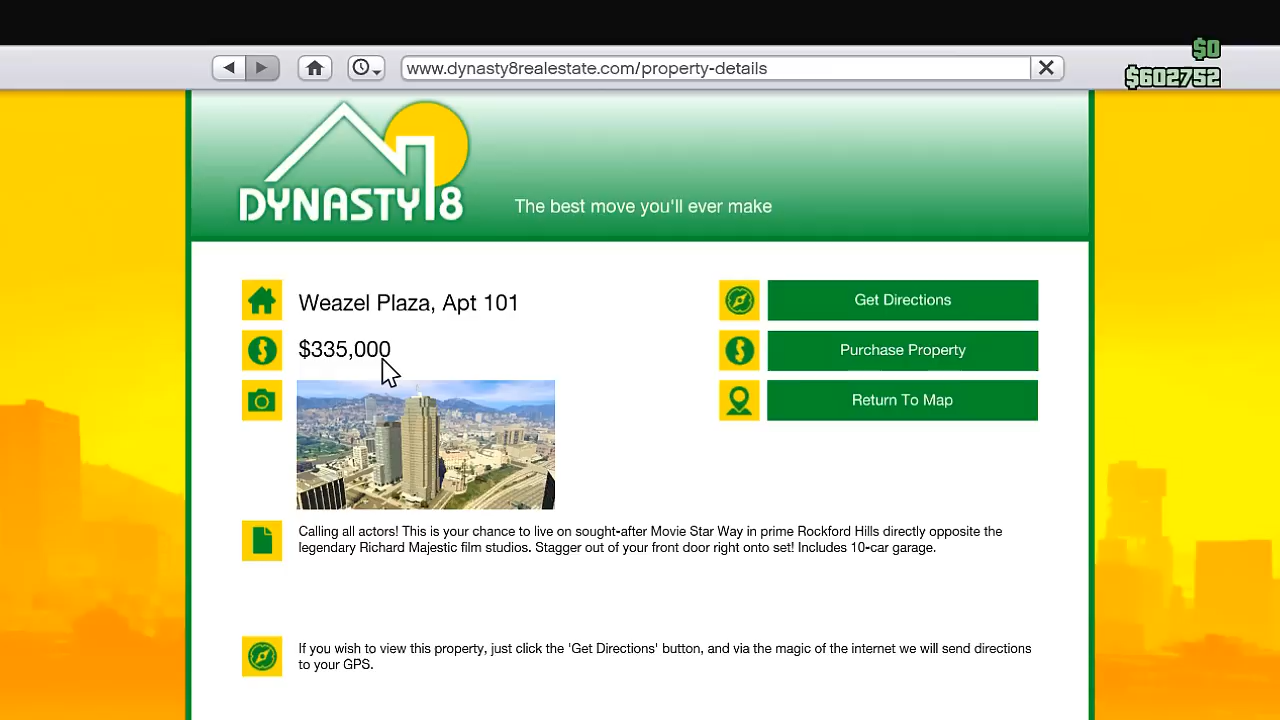 $0
www.dynasty8realestate.com/property-details
$602752
DYNASTY 8
The best move you'll ever make
Weazel Plaza, Apt 101
$335,000
Get Directions
Purchase Property
Return To Map
Calling all actors! This is your chance to live on sought-after Movie Star Way in prime Rockford Hills directly opposite the
legendary Richard Majestic film studios. Stagger out of your front door right onto set! Includes 10-car garage.
If you wish to view this property, just click the 'Get Directions' button, and via the magic of the internet we will send directions
to your GPS.